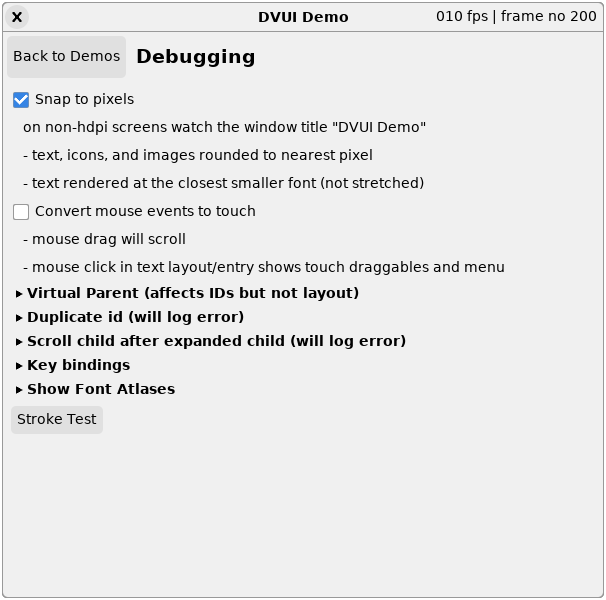 X DVUI Demo 010 fps | frame no 200
Back to Demos Debugging
Snap to pixels
on non-hdpi screens watch the window title "DVUI Demo"
- text, icons, and images rounded to nearest pixel
- text rendered at the closest smaller font (not stretched)
Convert mouse events to touch
- mouse drag will scroll
- mouse click in text layout/entry shows touch draggables and menu
Virtual Parent (affects IDs but not layout)
Duplicate id (will log error)
Scroll child after expanded child (will log error)
Key bindings
Show Font Atlases
Stroke Test